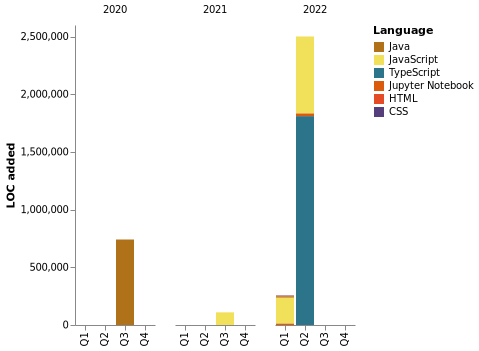 2020 2021 2022
Language
Java
JavaScript
TypeScript
Jupyter Notebook
HTML
CSS
LOC added
2,500,000
2,000,000
1,500,000
1,000,000
500,000
0
Q1 Q2 Q3 Q4 Q1 Q2 Q3 Q4 Q1 Q2 Q3 Q4